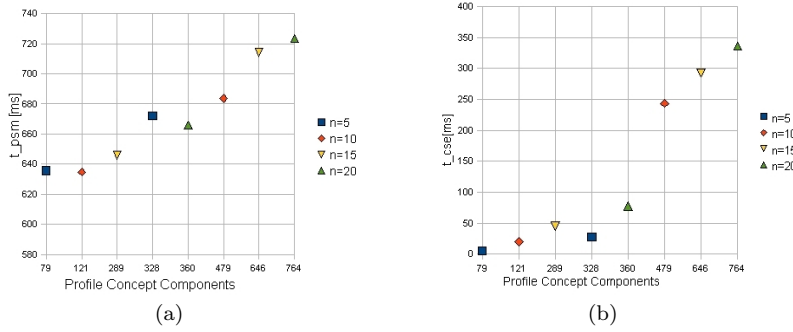 740
720
700
680
660
640
620
600
580
t_psm [ms]
79 121 289 328 360 479 646 764
Profile Concept Components
n=5
n=10
n=15
n=20
(a)
400
350
300
250
200
150
100
50
0
t_cse[ms]
79 121 289 328 360 479 646 764
Profile Concept Components
n=5
n=10
n=15
n=20
(b)